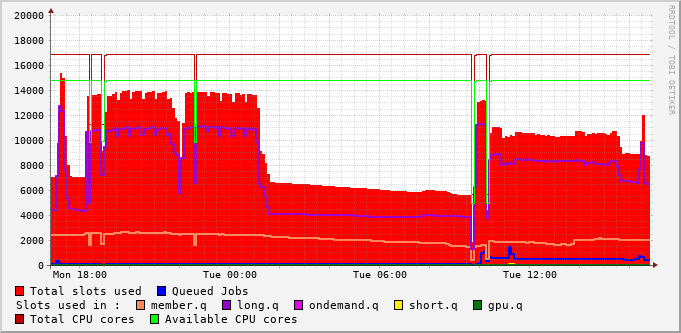 20000
18000
16000
14000
12000
10000
8000
6000
4000
2000
0
Mon 18:00 Tue 00:00 Tue 06:00 Tue 12:00
RRDTOOL / TOBI OETIKER
Total slots used Queued Jobs
Slots used in : member.q long.q ondemand.q short.q gpu.q
Total CPU cores Available CPU cores